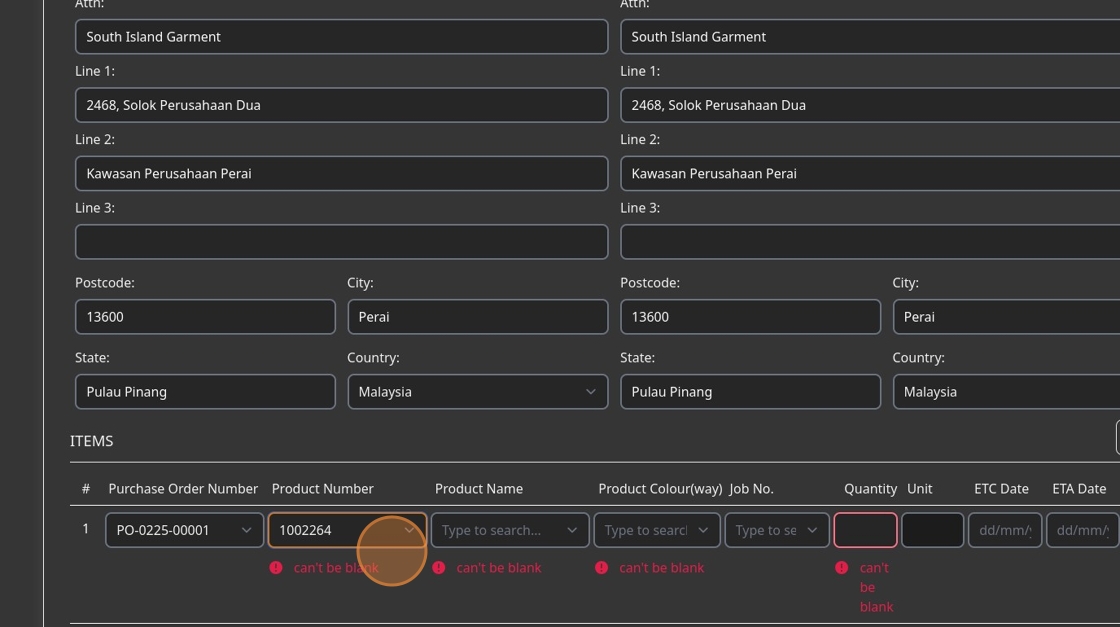 Attn: Attn:
South Island Garment South Island Garment
Line 1: Line 1:
2468, Solok Perusahaan Dua 2468, Solok Perusahaan Dua
Line 2: Line 2:
Kawasan Perusahaan Perai Kawasan Perusahaan Perai
Line 3: Line 3:
Postcode: City: Postcode: City:
13600 Perai 13600 Perai
State: Country: State: Country:
Pulau Pinang Malaysia Pulau Pinang Malaysia
ITEMS
# Purchase Order Number Product Number Product Name Product Colour(way) Job No. Quantity Unit ETC Date ETA Date
1 PO-0225-00001 1002264 Type to search... Type to searcl Type to se dd/mm/ dd/mm/
can't be blank can't be blank can't be blank can't
be
blank